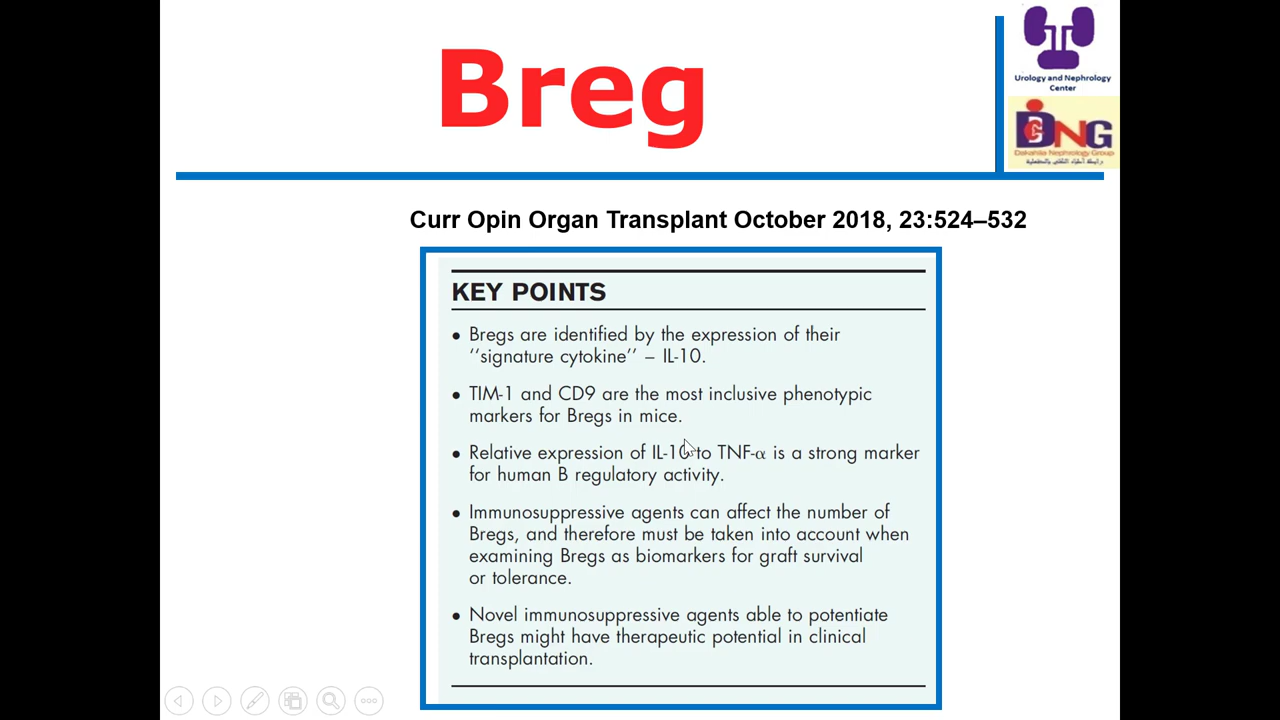 Breg
Urology and Nephrology
Center
DNG
Dakahlia Nephrology Group
Curr Opin Organ Transplant October 2018, 23:524–532
KEY POINTS
• Bregs are identified by the expression of their
‘‘signature cytokine’’ – IL-10.
• TIM-1 and CD9 are the most inclusive phenotypic
markers for Bregs in mice.
• Relative expression of IL-10 to TNF-α is a strong marker
for human B regulatory activity.
• Immunosuppressive agents can affect the number of
Bregs, and therefore must be taken into account when
examining Bregs as biomarkers for graft survival
or tolerance.
• Novel immunosuppressive agents able to potentiate
Bregs might have therapeutic potential in clinical
transplantation.